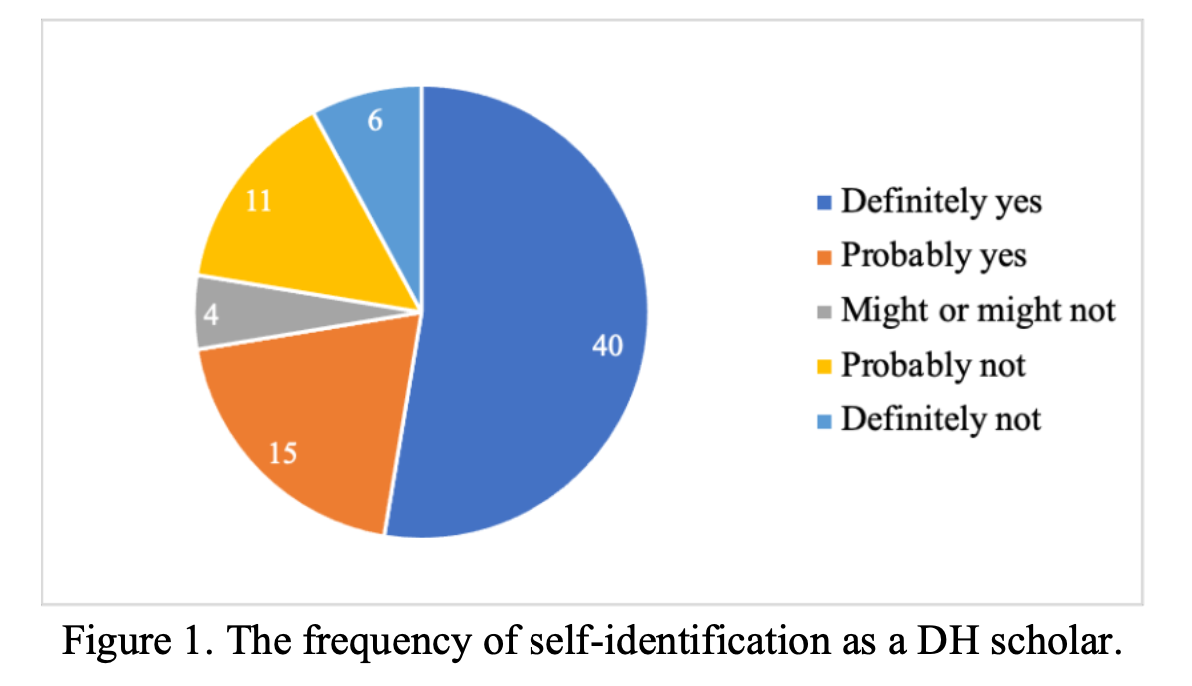 6
11
4
15
40
Definitely yes
Probably yes
Might or might not
Probably not
Definitely not
Figure 1. The frequency of self-identification as a DH scholar.